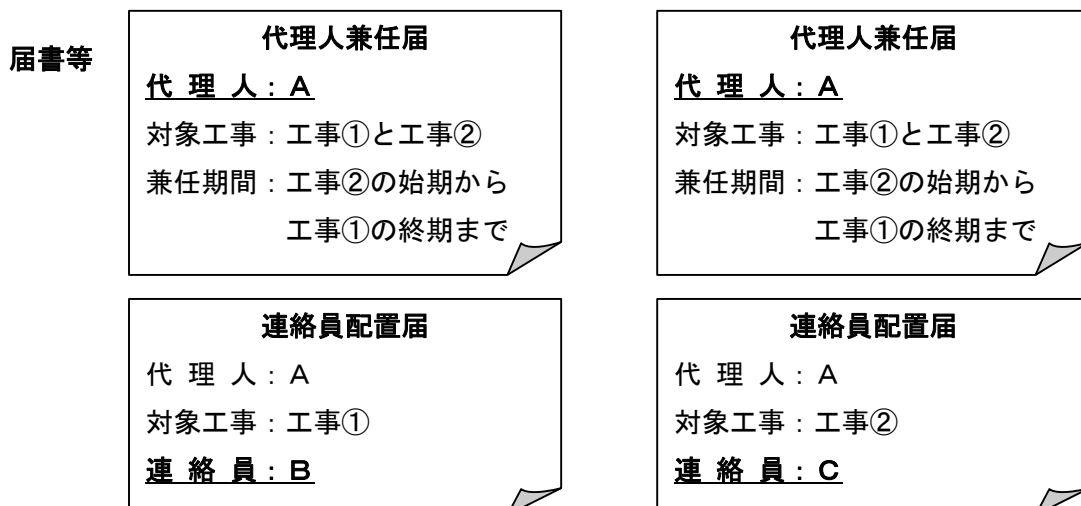 届書等
代理人兼任届
代 理 人：Ａ
対象工事：工事①と工事②
兼任期間：工事②の始期から
工事①の終期まで
代理人兼任届
代 理 人：Ａ
対象工事：工事①と工事②
兼任期間：工事②の始期から
工事①の終期まで
連絡員配置届
代 理 人：Ａ
対象工事：工事①
連 絡 員：Ｂ
連絡員配置届
代 理 人：Ａ
対象工事：工事②
連 絡 員：Ｃ